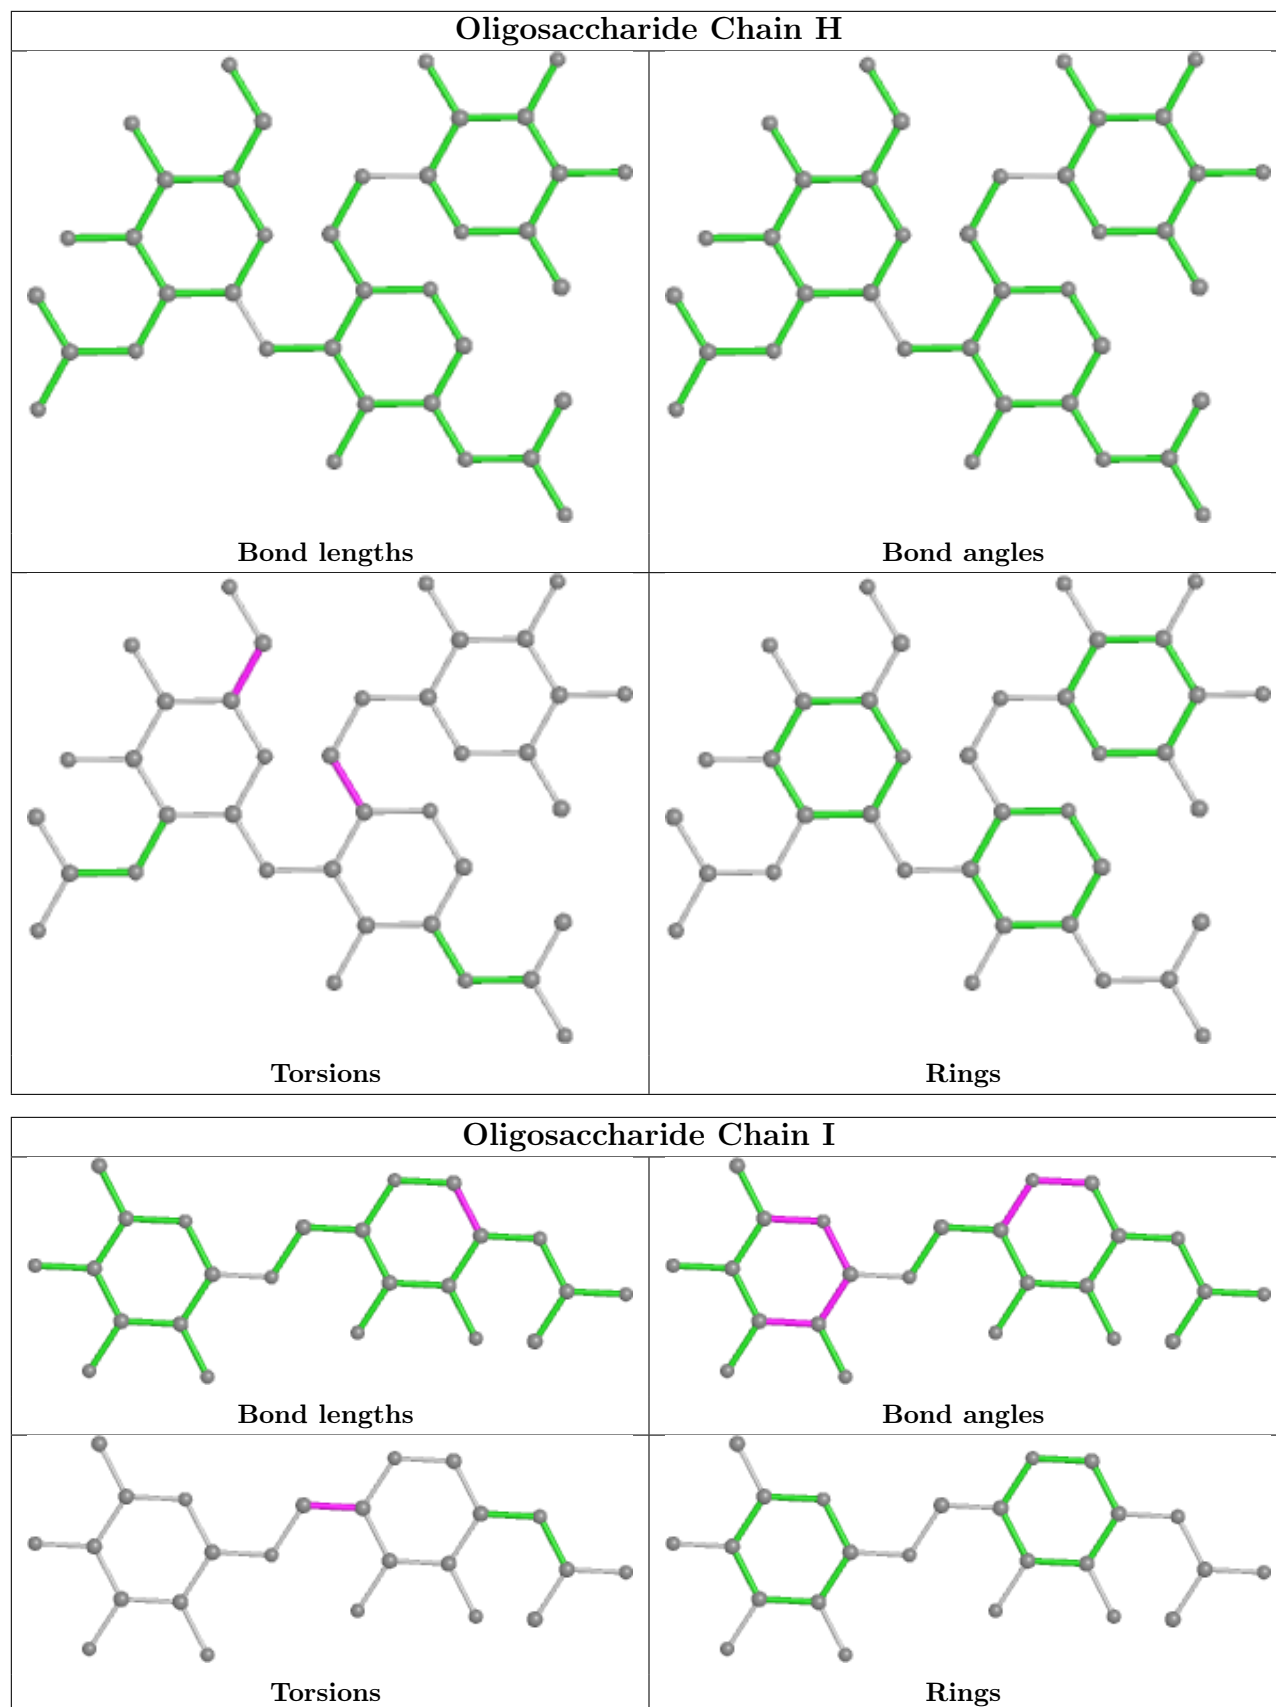 Oligosaccharide Chain H
Bond lengths
Bond angles
Torsions
Rings
Oligosaccharide Chain I
Bond lengths
Bond angles
Torsions
Rings